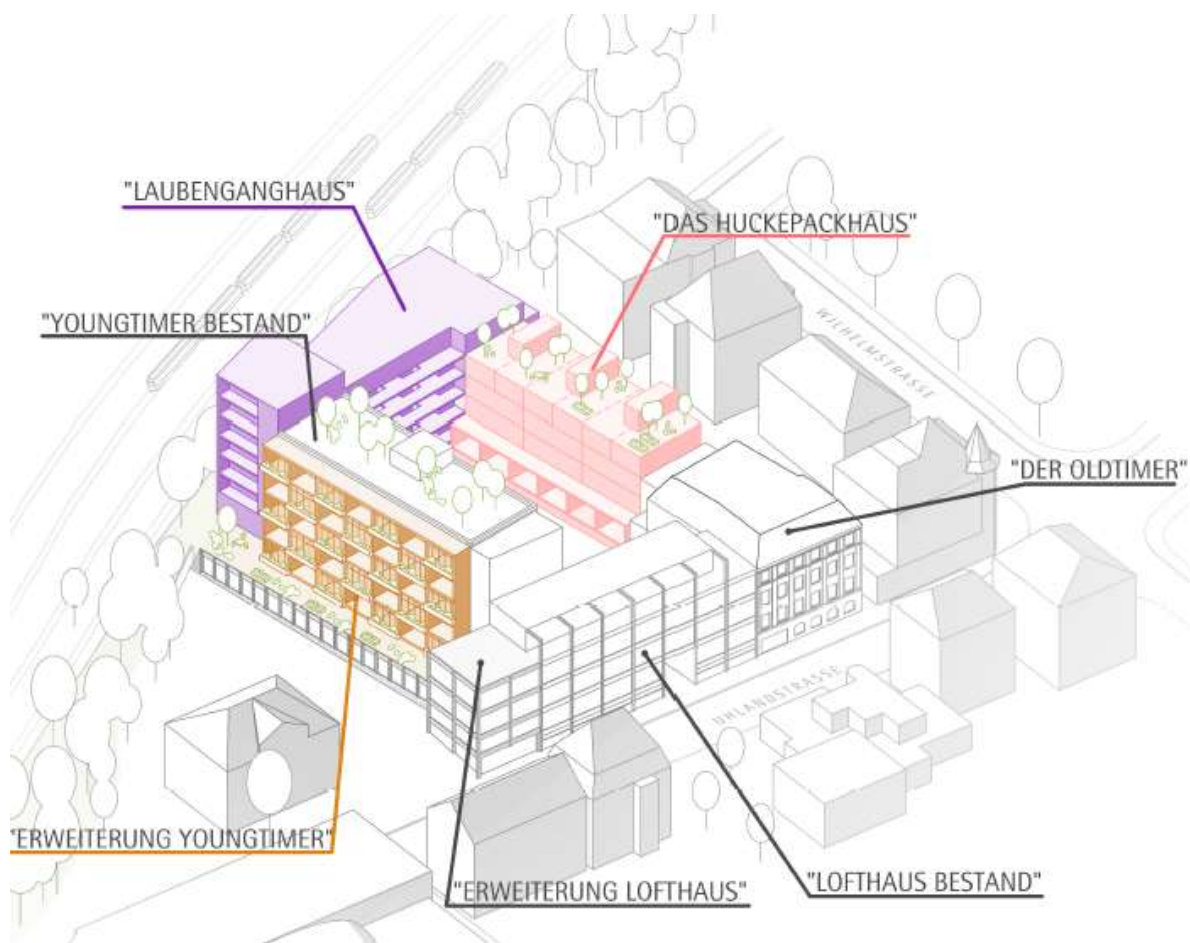 "LAUBENGANGHAUS"
"DAS HUCKEPACKHAUS"
"YOUNGTIMER BESTAND"
WILHELMSTRASSE
"DER OLDTIMER"
UHLANDSTRASSE
"ERWEITERUNG YOUNGTIMER"
"ERWEITERUNG LOFTHAUS"
"LOFTHAUS BESTAND"